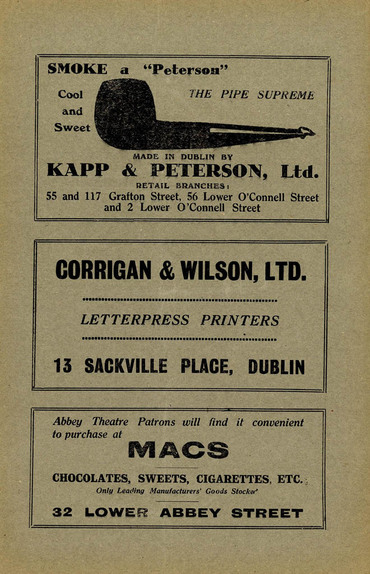 SMOKE a "Peterson"
Cool
and
Sweet
THE PIPE SUPREME
MADE IN DUBLIN BY
KAPP & PETERSON, Ltd.
RETAIL BRANCHES:
55 and 117 Grafton Street, 56 Lower O'Connell Street
and 2 Lower O'Connell Street
CORRIGAN & WILSON, LTD.
LETTERPRESS PRINTERS
13 SACKVILLE PLACE, DUBLIN
Abbey Theatre Patrons will find it convenient
to purchase at
MACS
CHOCOLATES, SWEETS, CIGARETTES, ETC.
Only Leading Manufacturers' Goods
32 LOWER ABBEY STREET